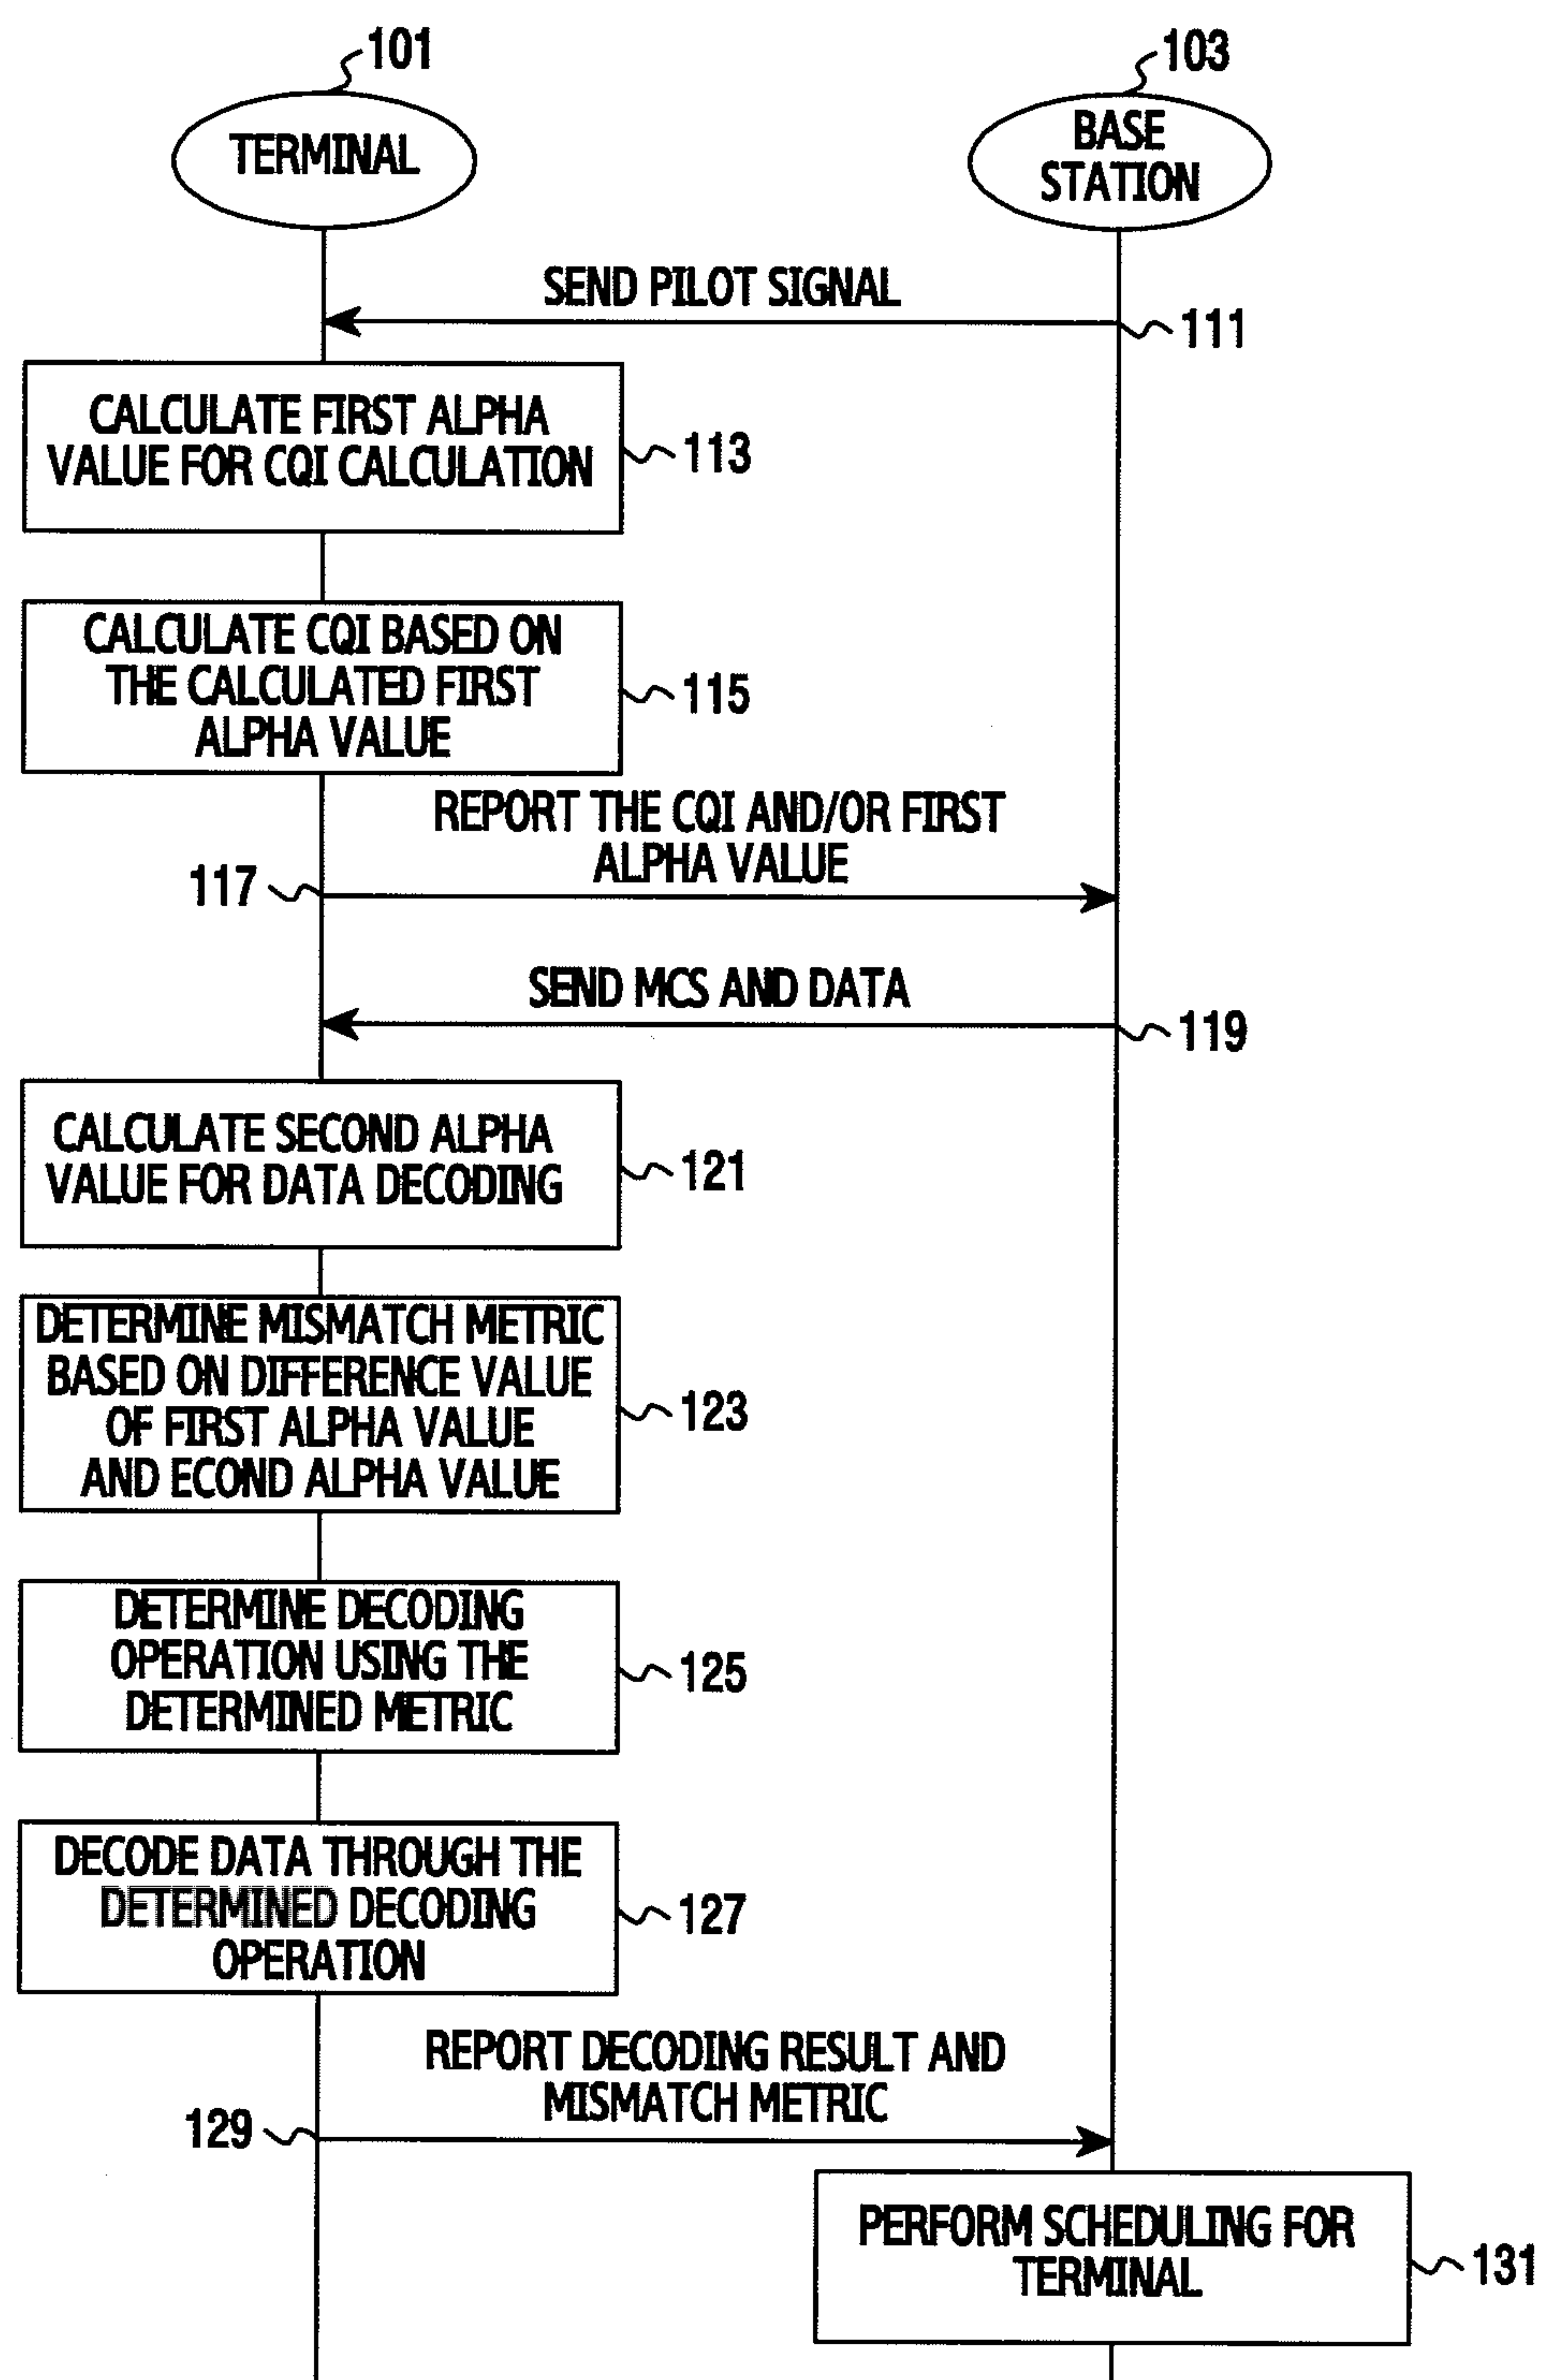 101
103
TERMINAL
BASE
STATION
SEND PILOT SIGNAL
111
CALCULATE FIRST ALPHA
VALUE FOR CQI CALCULATION
113
CALCULATE CQI BASED ON
THE CALCULATED FIRST
ALPHA VALUE
115
REPORT THE CQI AND/OR FIRST
ALPHA VALUE
117
SEND MCS AND DATA
119
CALCULATE SECOND ALPHA
VALUE FOR DATA DECODING
121
DETERMINE MISMATCH METRIC
BASED ON DIFFERENCE VALUE
OF FIRST ALPHA VALUE
AND ECOND ALPHA VALUE
123
DETERMINE DECODING
OPERATION USING THE
DETERMINED METRIC
125
DECODE DATA THROUGH THE
DETERMINED DECODING
OPERATION
127
REPORT DECODING RESULT AND
MISMATCH METRIC
129
PERFORM SCHEDULING FOR
TERMINAL
131